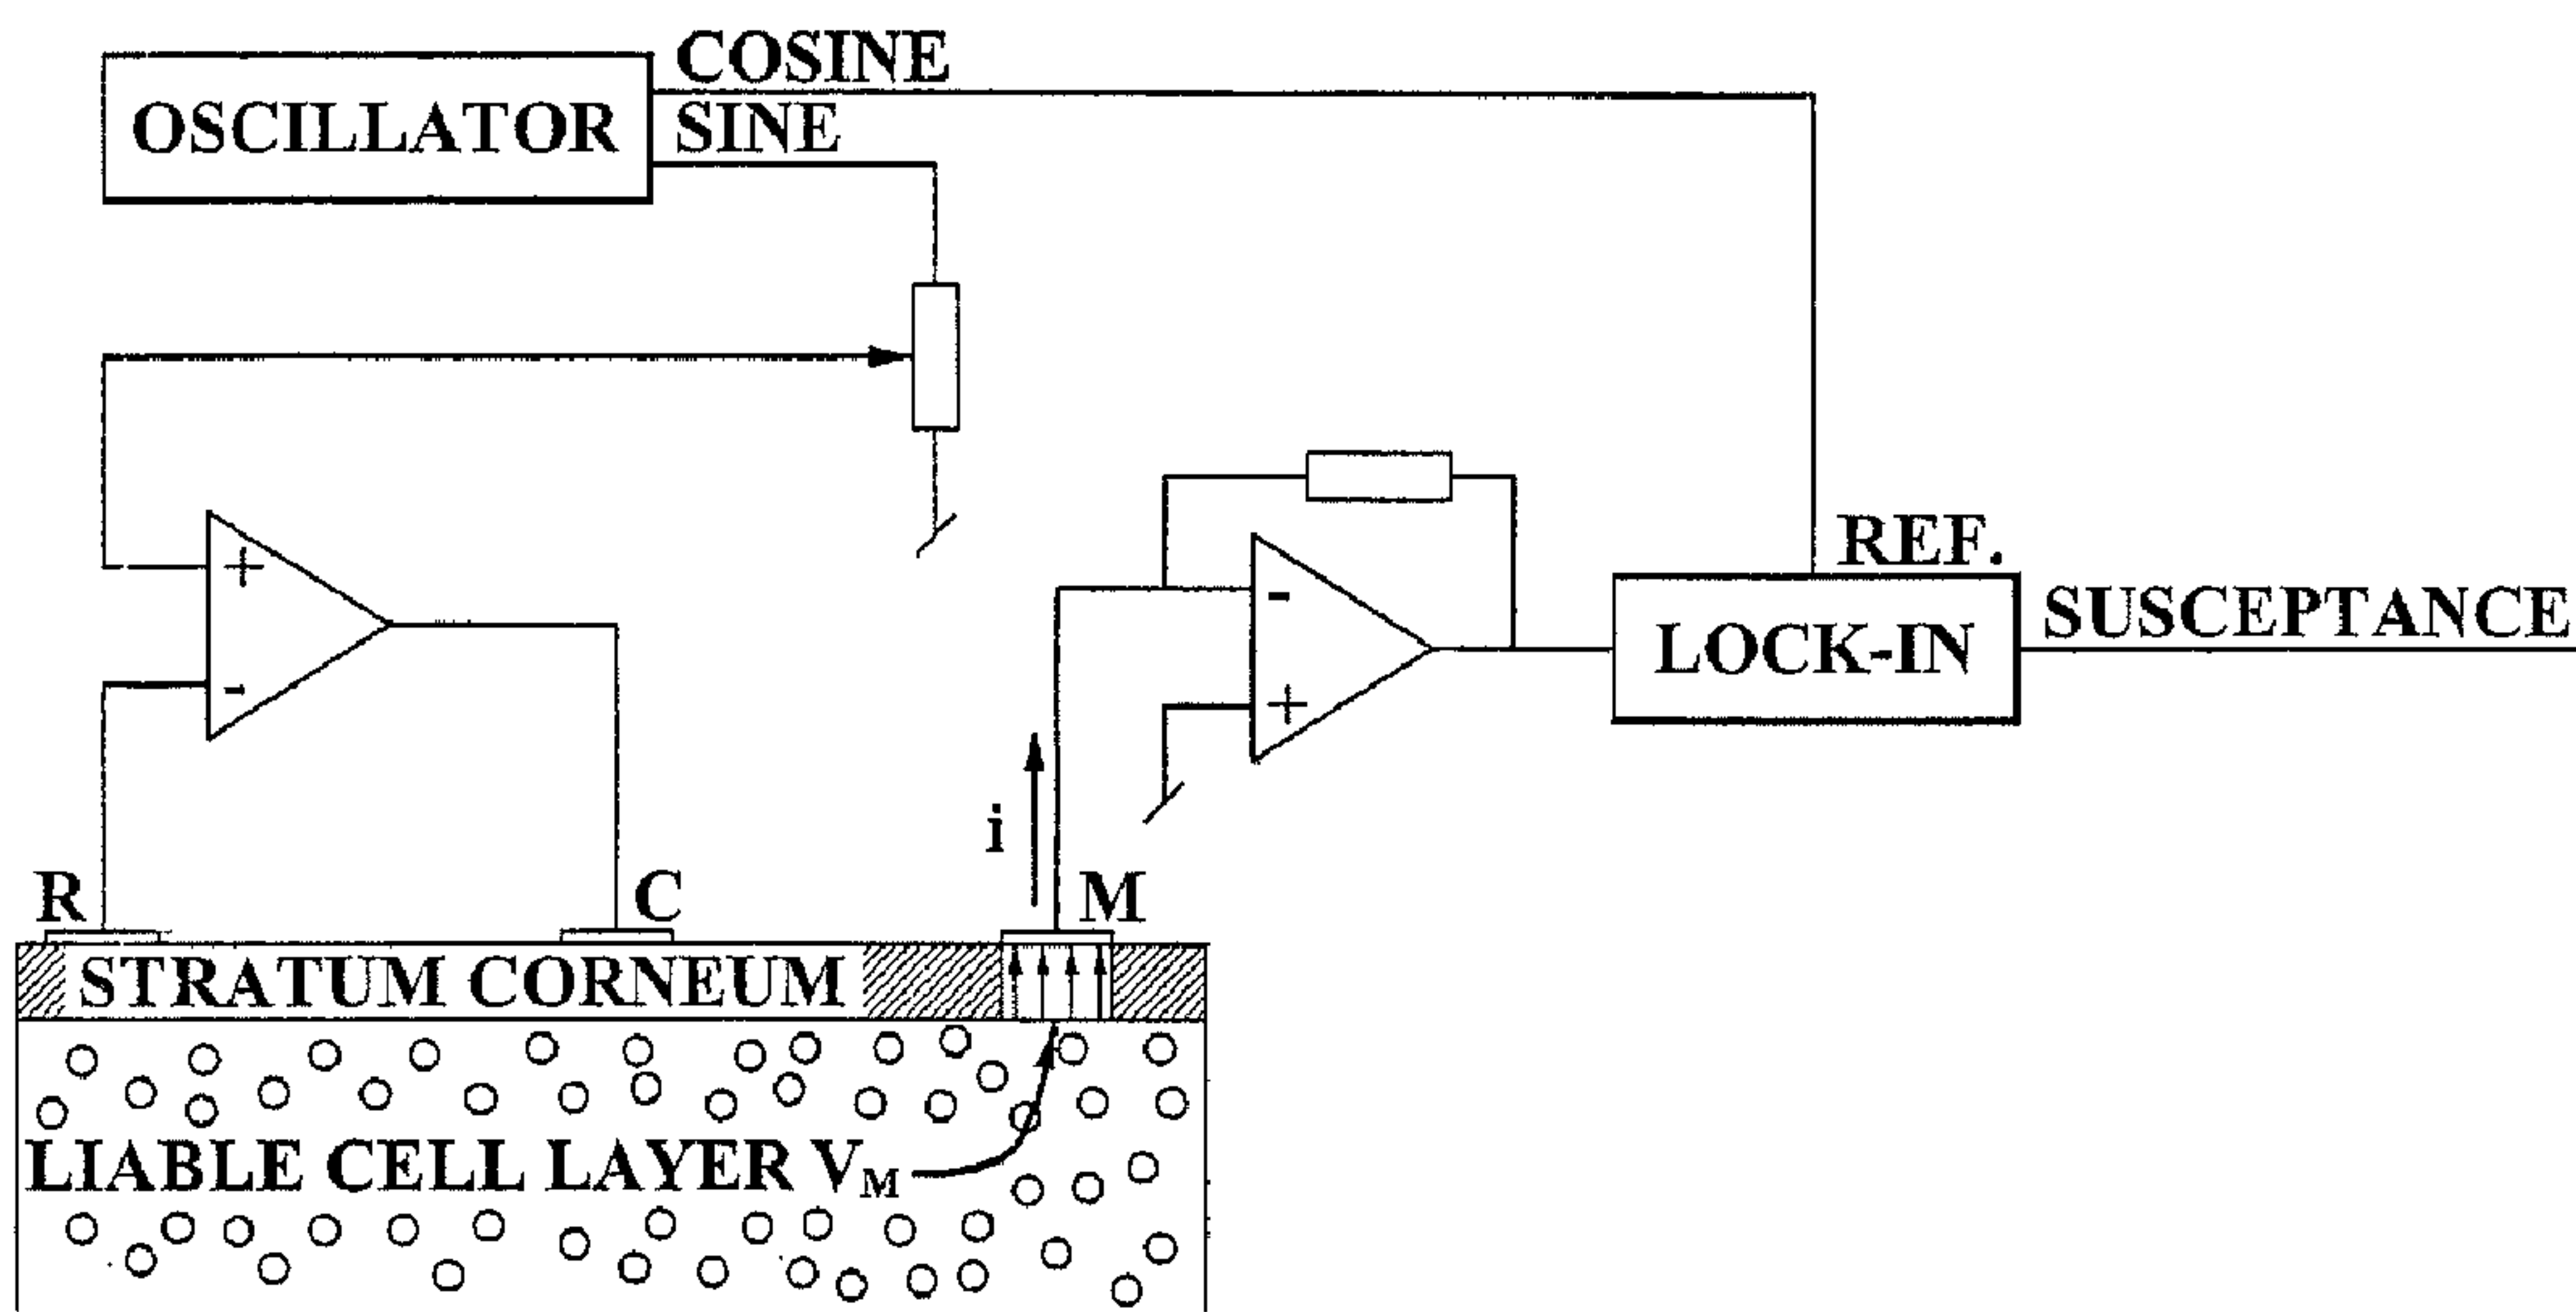 COSINE
OSCILLATOR
SINE
+
-
-
+
REF.
LOCK-IN
SUSCEPTANCE
i
R
C
M
STRATUM CORNEUM
LIABLE CELL LAYER VM